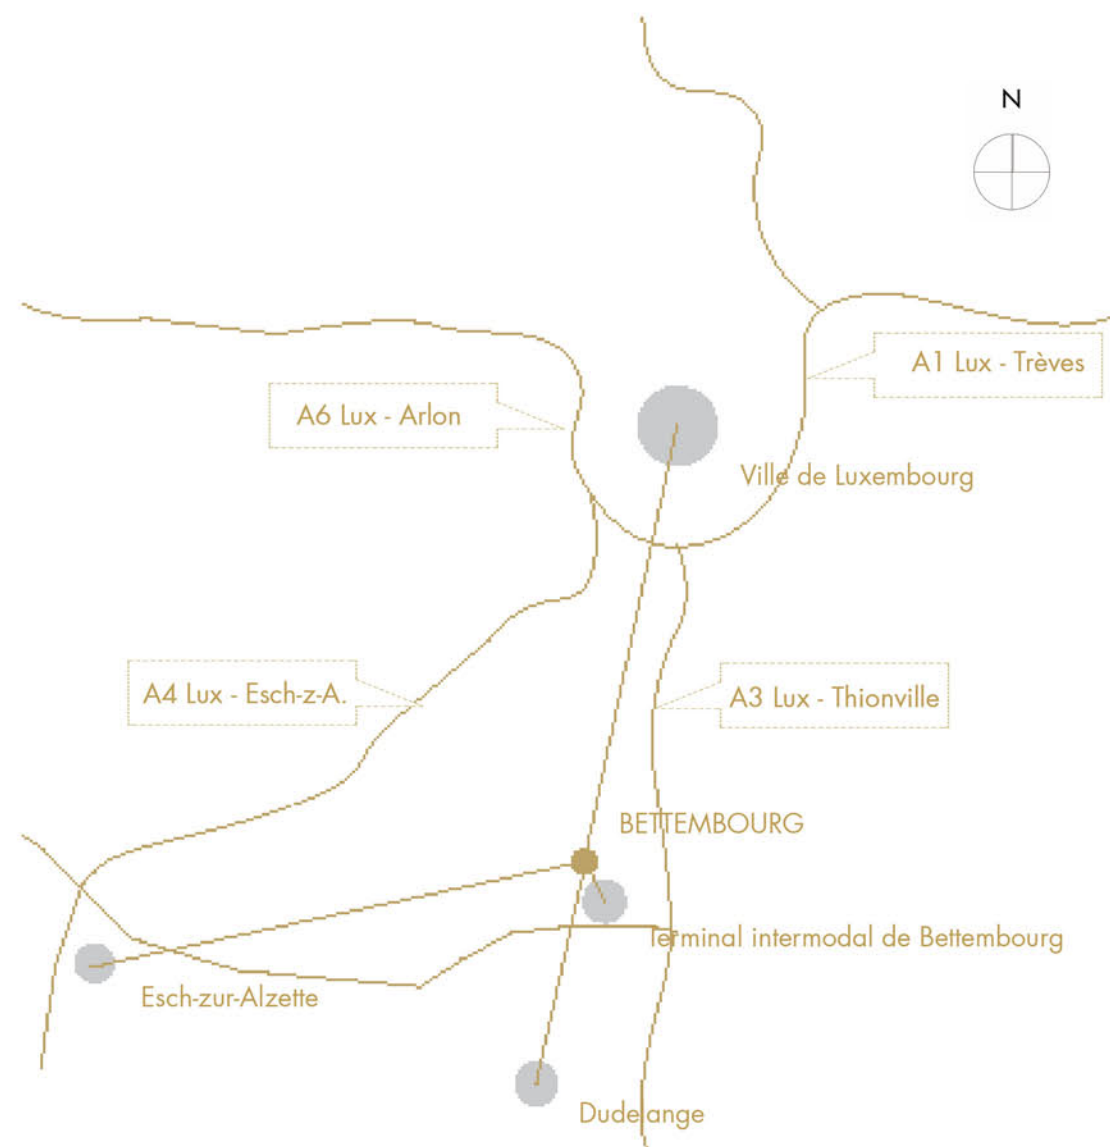 N
A1 Lux - Trèves
A6 Lux - Arlon
Ville de Luxembourg
A4 Lux - Esch-z-A.
A3 Lux - Thionville
BETTEMBOURG
Terminal intermodal de Bettembourg
Esch-zur-Alzette
Dudelange